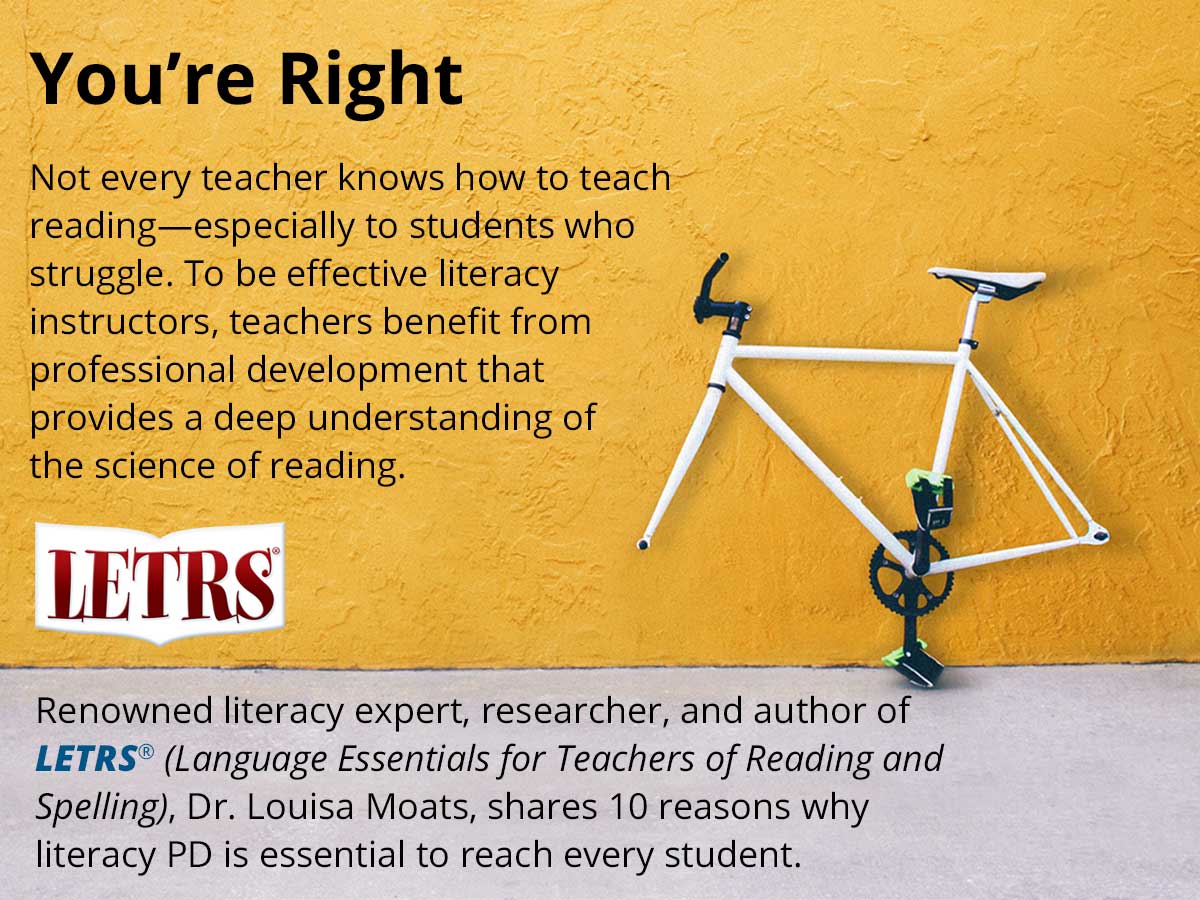 You’re Right
Not every teacher knows how to teach
reading—especially to students who
struggle. To be effective literacy
instructors, teachers benefit from
professional development that
provides a deep understanding of
the science of reading.
LETRS®
Renowned literacy expert, researcher, and author of
LETRS® (Language Essentials for Teachers of Reading and
Spelling), Dr. Louisa Moats, shares 10 reasons why
literacy PD is essential to reach every student.